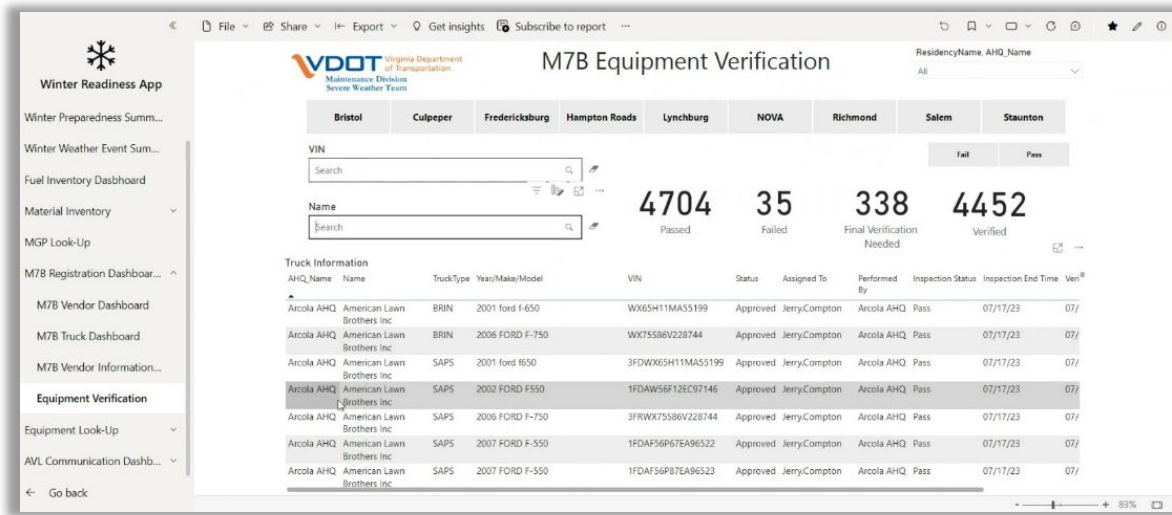 File Share Export Get insights Subscribe to report ...
Winter Readiness App
Winter Preparedness Summ...
Winter Weather Event Sum...
Fuel Inventory Dasbhoard
Material Inventory
MGP Look-Up
M7B Registration Dashboar...
M7B Vendor Dashboard
M7B Truck Dashboard
M7B Vendor Information...
Equipment Verification
Equipment Look-Up
AVL Communication Dashb...
Go back
VDOT Virginia Department
of Transportation
Maintenance Division
Severe Weather Team
M7B Equipment Verification
ResidencyName, AHQ_Name
All
Bristol Culpeper Fredericksburg Hampton Roads Lynchburg NOVA Richmond Salem Staunton
VIN
Search
Fail Pass
Name
Search
4704 35 338 4452
Passed Failed Final Verification Verified
Needed
Truck Information
AHQ_Name Name TruckType Year/Make/Model VIN Status Assigned To Performed Inspection Status Inspection End Time Veri
By
Arcola AHQ American Lawn BRIN 2001 ford f-650 WX65H11MA55199 Approved Jerry.Compton Arcola AHQ Pass 07/17/23 07/
Brothers Inc
Arcola AHQ American Lawn BRIN 2006 FORD F-750 WX75S86V228744 Approved Jerry.Compton Arcola AHQ Pass 07/17/23 07/
Brothers Inc
Arcola AHQ American Lawn SAPS 2001 ford f650 3FDWX65H11MA55199 Approved Jerry.Compton Arcola AHQ Pass 07/17/23 07/
Brothers Inc
Arcola AHQ American Lawn SAPS 2002 FORD F550 1FDAW56F12EC97146 Approved Jerry.Compton Arcola AHQ Pass 07/17/23 07/
Brothers Inc
Arcola AHQ American Lawn SAPS 2006 FORD F-750 3FRWX75S86V228744 Approved Jerry.Compton Arcola AHQ Pass 07/17/23 07/
Brothers Inc
Arcola AHQ American Lawn SAPS 2007 FORD F-550 1FDAF56P67EA96522 Approved Jerry.Compton Arcola AHQ Pass 07/17/23 07/
Brothers Inc
Arcola AHQ American Lawn SAPS 2007 FORD F-550 1FDAF56P87EA96523 Approved Jerry.Compton Arcola AHQ Pass 07/17/23 07/
Brothers Inc
83%